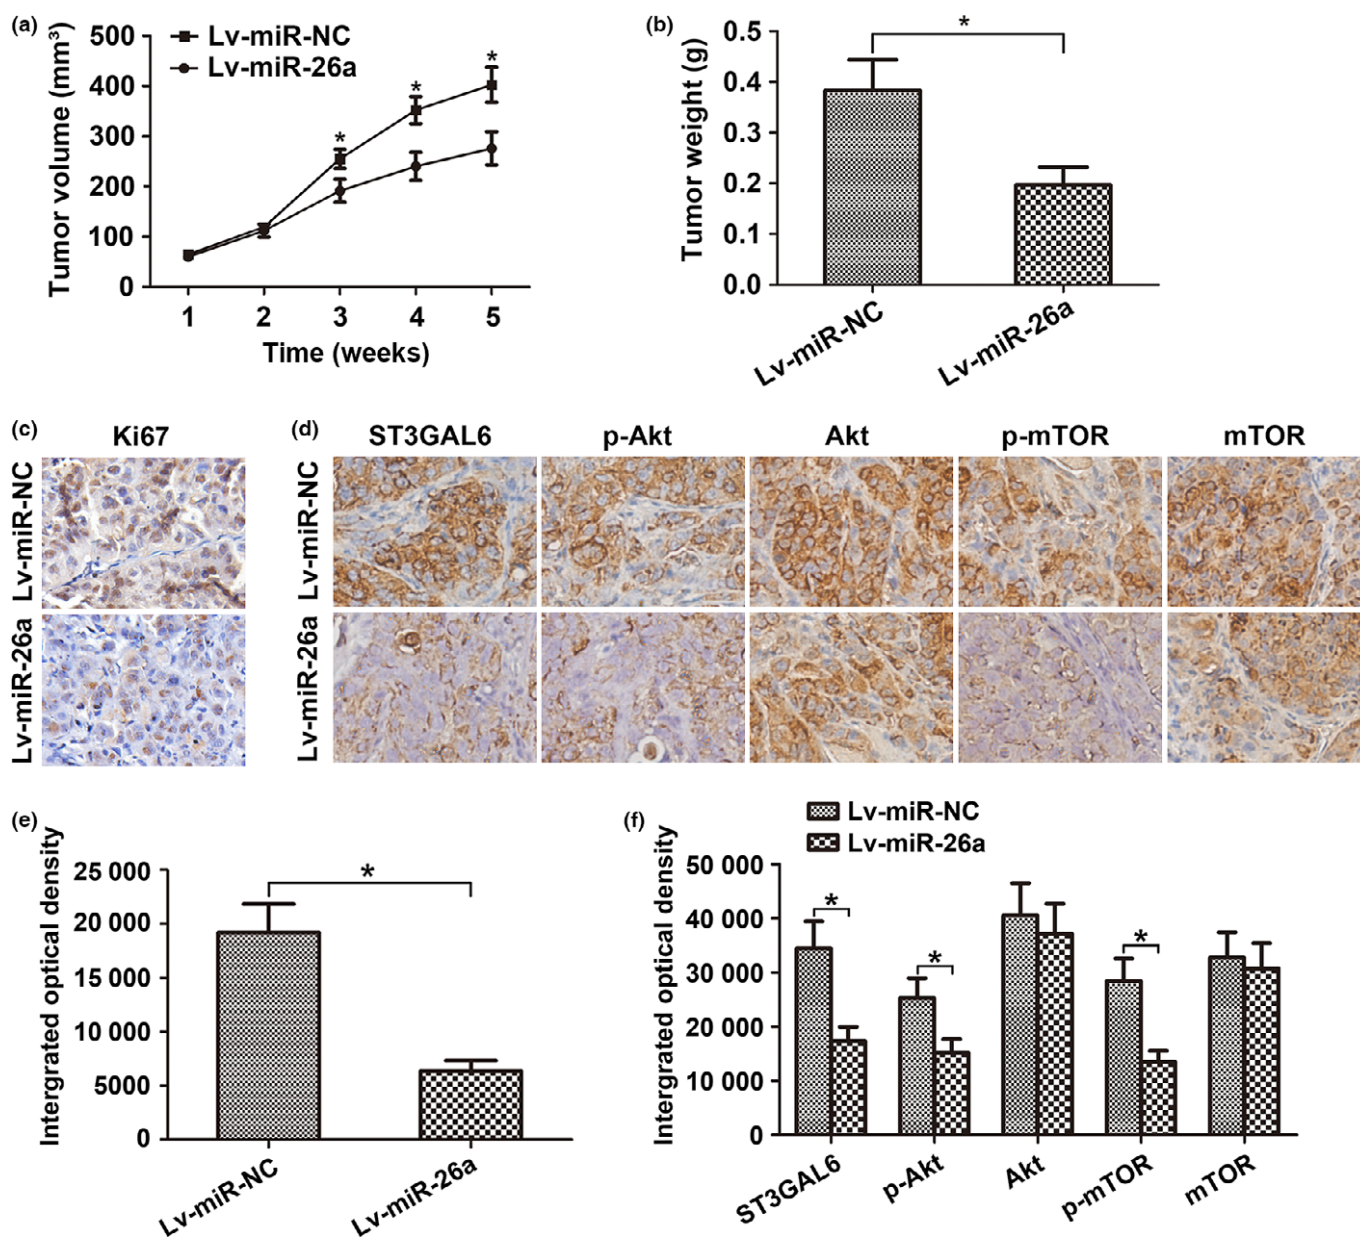 (a)
Tumor volume (mm³)
500
400
300
200
100
0
Lv-miR-NC
Lv-miR-26a
*
*
*
1 2 3 4 5
Time (weeks)
(b)
Tumor weight (g)
0.5
0.4
0.3
0.2
0.1
0.0
*
Lv-miR-NC
Lv-miR-26a
(c)
Ki67
Lv-miR-NC
Lv-miR-26a
(d)
ST3GAL6 p-Akt Akt p-mTOR mTOR
Lv-miR-NC
Lv-miR-26a
(e)
Intergrated optical density
25 000
20 000
15 000
10 000
5000
0
*
Lv-miR-NC
Lv-miR-26a
(f)
Lv-miR-NC
Lv-miR-26a
Intergrated optical density
50 000
40 000
30 000
20 000
10 000
0
*
*
*
ST3GAL6
p-Akt
Akt
p-mTOR
mTOR